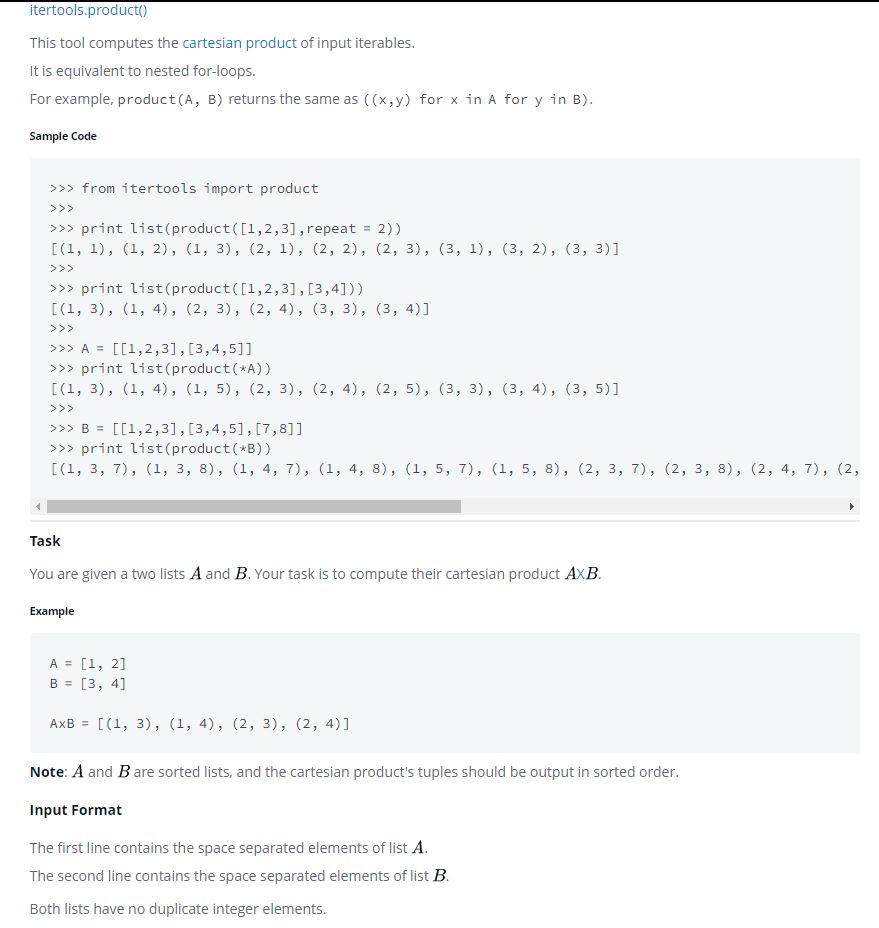 itertools.product()
This tool computes the cartesian product of input iterables.
It is equivalent to nested for-loops.
For example, product(A, B) returns the same as ((x,y) for x in A for y in B).
Sample Code
>>> from itertools import product
>>>
>>> print list(product([1,2,3],repeat = 2))
[(1, 1), (1, 2), (1, 3), (2, 1), (2, 2), (2, 3), (3, 1), (3, 2), (3, 3)]
>>>
>>> print list(product([1,2,3],[3,4]))
[(1, 3), (1, 4), (2, 3), (2, 4), (3, 3), (3, 4)]
>>>
>>> A = [[1,2,3],[3,4,5]]
>>> print list(product(*A))
[(1, 3), (1, 4), (1, 5), (2, 3), (2, 4), (2, 5), (3, 3), (3, 4), (3, 5)]
>>>
>>> B = [[1,2,3],[3,4,5],[7,8]]
>>> print list(product(*B))
[(1, 3, 7), (1, 3, 8), (1, 4, 7), (1, 4, 8), (1, 5, 7), (1, 5, 8), (2, 3, 7), (2, 3, 8), (2, 4, 7), (2,
Task
You are given a two lists A and B. Your task is to compute their cartesian product AXB.
Example
A = [1, 2]
B = [3, 4]
AxB = [(1, 3), (1, 4), (2, 3), (2, 4)]
Note: A and B are sorted lists, and the cartesian product's tuples should be output in sorted order.
Input Format
The first line contains the space separated elements of list A.
The second line contains the space separated elements of list B.
Both lists have no duplicate integer elements.